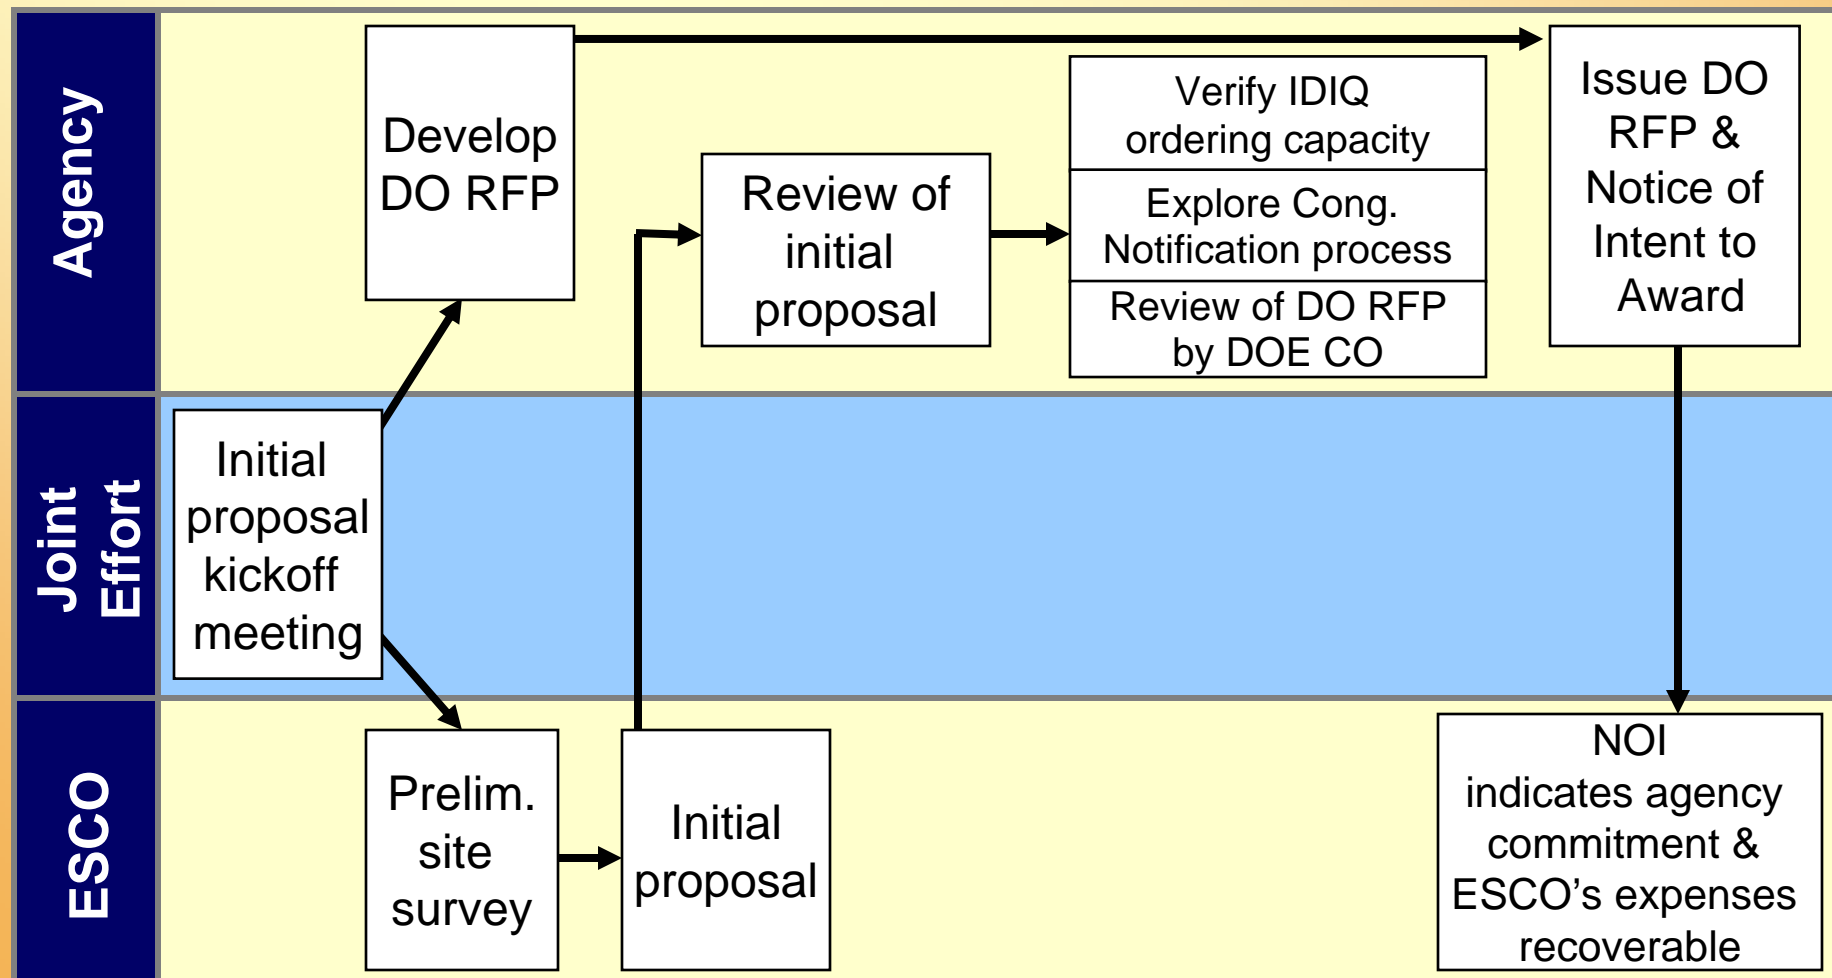 Agency
Develop
DO RFP
Review of
initial
proposal
Verify IDIQ
ordering capacity
Explore Cong.
Notification process
Review of DO RFP
by DOE CO
Issue DO
RFP &
Notice of
Intent to
Award
Joint
Effort
Initial
proposal
kickoff
meeting
ESCO
Prelim.
site
survey
Initial
proposal
NOI
indicates agency
commitment &
ESCO’s expenses
recoverable